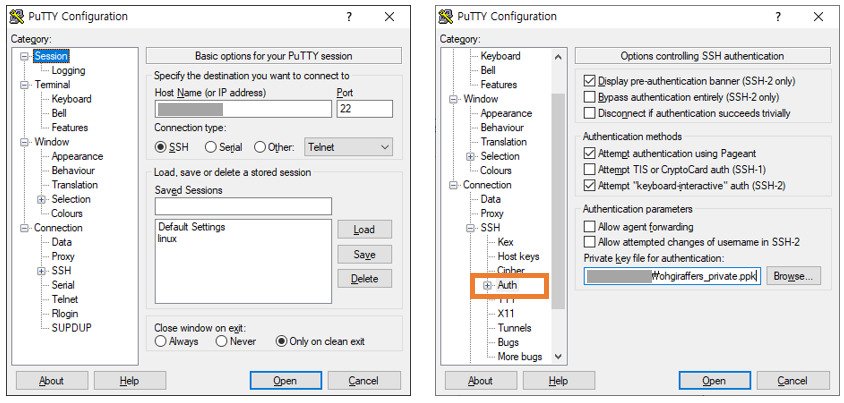 PuTTY Configuration
Category:
Session
Logging
Terminal
Keyboard
Bell
Features
Window
Appearance
Behaviour
Translation
Selection
Colours
Connection
Data
Proxy
SSH
Serial
Telnet
Rlogin
SUPDUP
Basic options for your PuTTY session
Specify the destination you want to connect to
Host Name (or IP address)
Port
22
Connection type:
SSH
Serial
Other:
Telnet
Load, save or delete a stored session
Saved Sessions
Default Settings
linux
Load
Save
Delete
Close window on exit:
Always
Never
Only on clean exit
About
Help
Open
Cancel
PuTTY Configuration
Category:
Keyboard
Bell
Features
Window
Appearance
Behaviour
Translation
Selection
Colours
Connection
Data
Proxy
SSH
Kex
Host keys
Cipher
Auth
TTY
X11
Tunnels
Bugs
More bugs
Options controlling SSH authentication
Display pre-authentication banner (SSH-2 only)
Bypass authentication entirely (SSH-2 only)
Disconnect if authentication succeeds trivially
Authentication methods
Attempt authentication using Pageant
Attempt TIS or CryptoCard auth (SSH-1)
Attempt "keyboard-interactive" auth (SSH-2)
Authentication parameters
Allow agent forwarding
Allow attempted changes of username in SSH-2
Private key file for authentication:
₩ohgiraffers_private.ppk
Browse...
About
Help
Open
Cancel